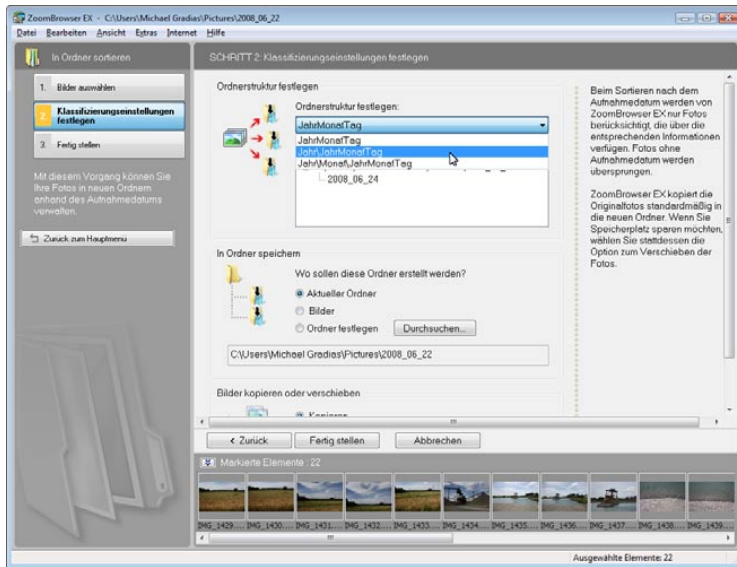 ZoomBrowser EX - C:\Users\Michael Gradias\Pictures\2008_06_22
Datei Bearbeiten Ansicht Extras Internet Hilfe
In Ordner sortieren
SCHRITT 2: Klassifizierungseinstellungen festlegen
1. Bilder auswählen
2. Klassifizierungseinstellungen
festlegen
3. Fertig stellen
Mit diesem Vorgang können Sie
Ihre Fotos in neuen Ordnern
anhand des Aufnahmedatums
verwalten.
Zurück zum Hauptmenü
Ordnerstruktur festlegen
Ordnerstruktur festlegen:
JahrMonatTag
JahrMonatTag
Jahr\JahrMonatTag
Jahr\Monat\JahrMonatTag
2008_06_24
In Ordner speichern
Wo sollen diese Ordner erstellt werden?
Aktueller Ordner
Bilder
Ordner festlegen
Durchsuchen...
C:\Users\Michael Gradias\Pictures\2008_06_22
Bilder kopieren oder verschieben
Kopieren
Beim Sortieren nach dem
Aufnahmedatum werden von
ZoomBrowser EX nur Fotos
berücksichtigt, die über die
entsprechenden Informationen
verfügen. Fotos ohne
Aufnahmedatum werden
übersprungen.
ZoomBrowser EX kopiert die
Originalfotos standardmäßig in
die neuen Ordner. Wenn Sie
Speicherplatz sparen möchten,
wählen Sie stattdessen die
Option zum Verschieben der
Fotos.
< Zurück Fertig stellen Abbrechen
Markierte Elemente : 22
IMG_1429.... IMG_1430.... IMG_1431.... IMG_1432.... IMG_1433.... IMG_1434.... IMG_1435.... IMG_1436.... IMG_1437.... IMG_1438.... IMG_1439....
Ausgewählte Elemente: 22